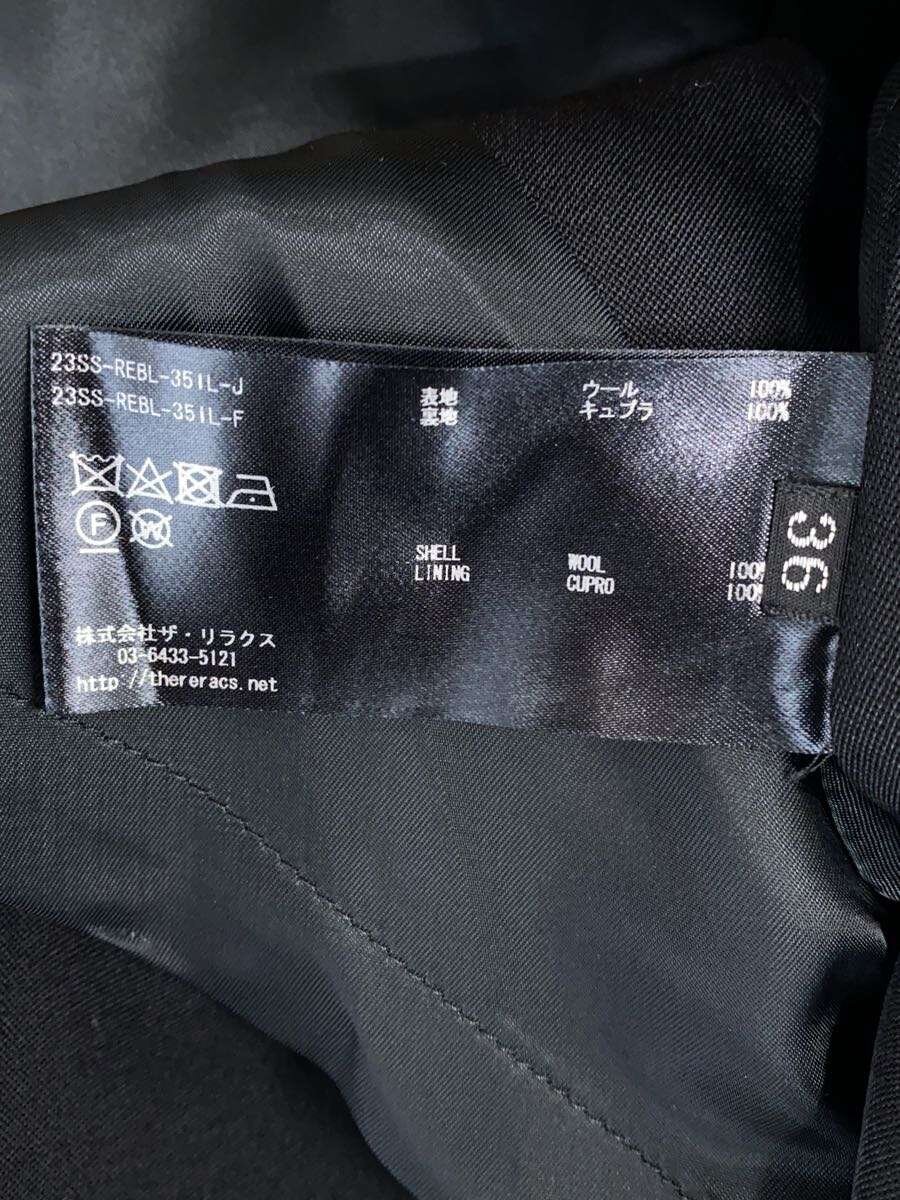 23SS-REBL-351L-J
23SS-REBL-351L-F
表地 ウール 100%
裏地 キュプラ 100%
F W
SHELL WOOL 100%
LINING CUPRO 100%
36
株式会社ザ・リラクス
03-6433-5121
http://thereracs.net